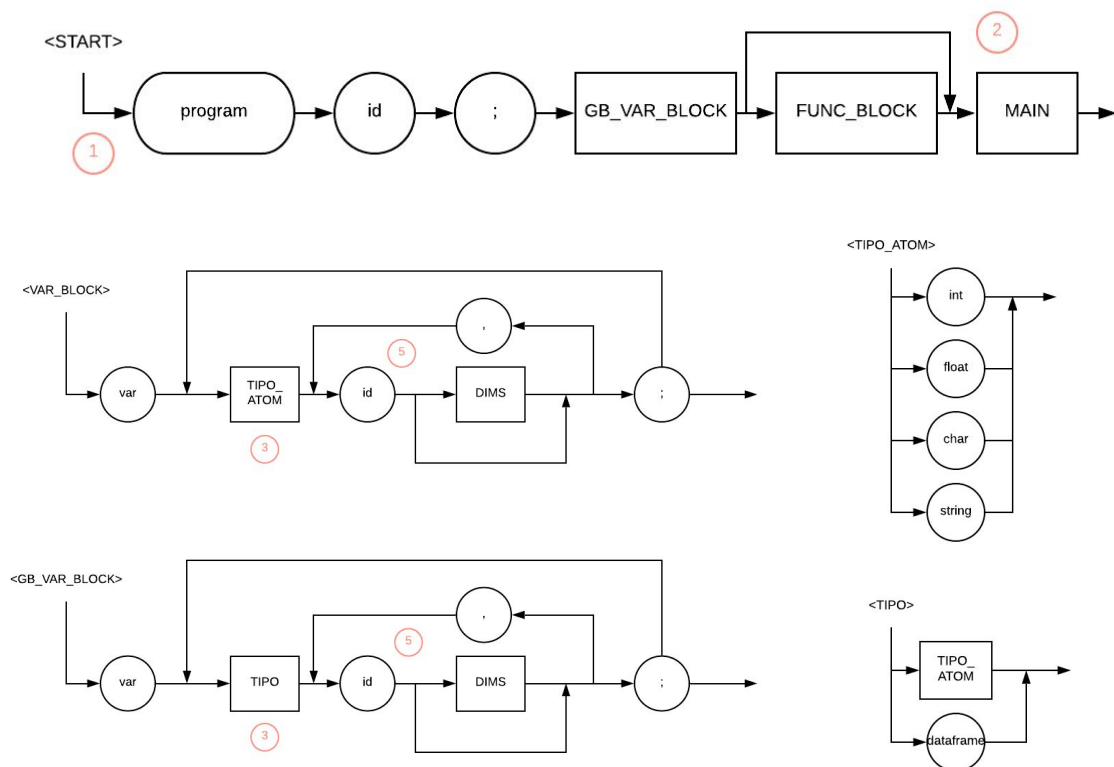 <START>
program
id
;
GB_VAR_BLOCK
FUNC_BLOCK
MAIN
1
2
<VAR_BLOCK>
var
TIPO_
ATOM
id
DIMS
,
;
3
5
<TIPO_ATOM>
int
float
char
string
<GB_VAR_BLOCK>
var
TIPO
id
DIMS
,
;
3
5
<TIPO>
TIPO_
ATOM
dataframe